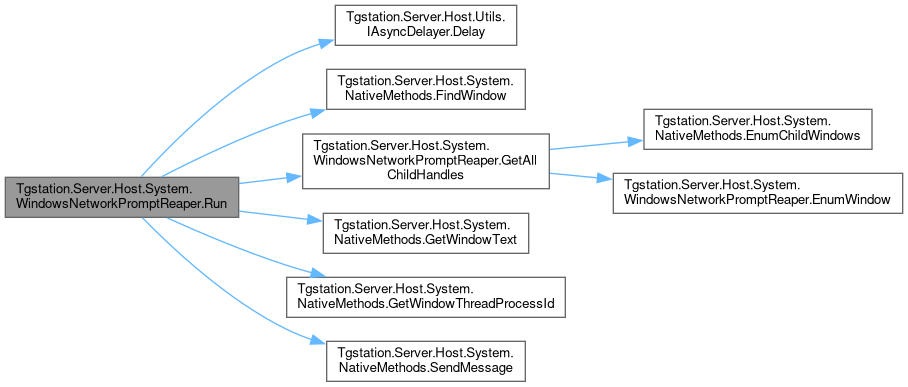 Tgstation.Server.Host.System.
WindowsNetworkPromptReaper.Run
Tgstation.Server.Host.Utils.
IAsyncDelayer.Delay
Tgstation.Server.Host.System.
NativeMethods.FindWindow
Tgstation.Server.Host.System.
WindowsNetworkPromptReaper.GetAll
ChildHandles
Tgstation.Server.Host.System.
NativeMethods.EnumChildWindows
Tgstation.Server.Host.System.
WindowsNetworkPromptReaper.EnumWindow
Tgstation.Server.Host.System.
NativeMethods.GetWindowText
Tgstation.Server.Host.System.
NativeMethods.GetWindowThreadProcessId
Tgstation.Server.Host.System.
NativeMethods.SendMessage